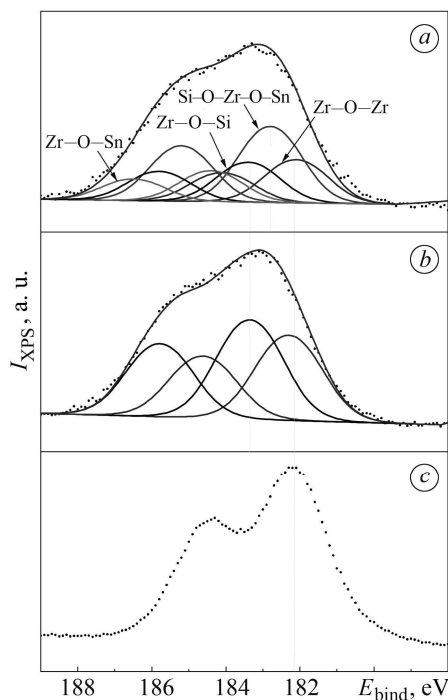 a
Si–O–Zr–O–Sn
Zr–O–Si
Zr–O–Zr
Zr–O–Sn
b
I_XPS, a. u.
c
188 186 184 182 E_bind, eV